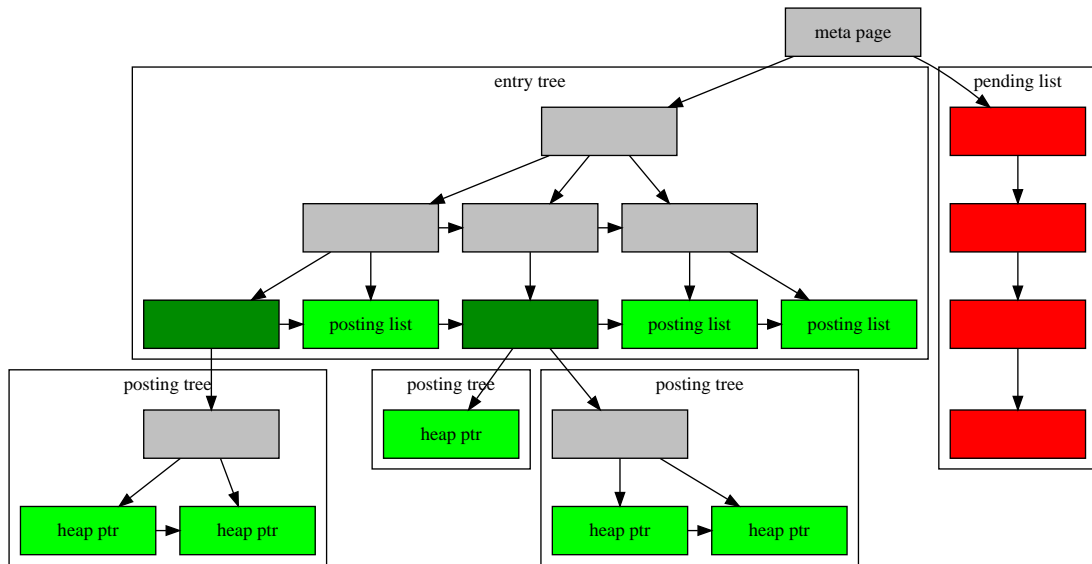 meta page
entry tree
pending list
posting list
posting list
posting list
posting tree
posting tree
posting tree
heap ptr
heap ptr
heap ptr
heap ptr
heap ptr